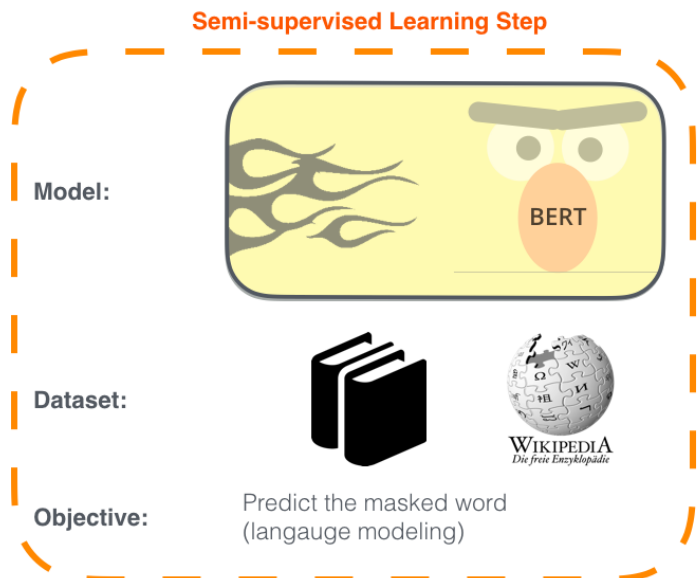 Semi-supervised Learning Step
Model:
BERT
Dataset:
WIKIPEDIA
Die freie Enzyklopädie
Objective:
Predict the masked word
(langauge modeling)